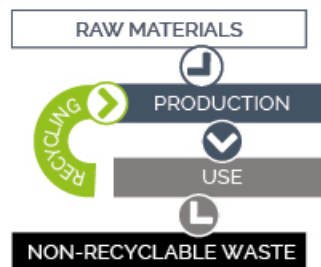 RAW MATERIALS
RECYCLING
PRODUCTION
USE
NON-RECYCLABLE WASTE